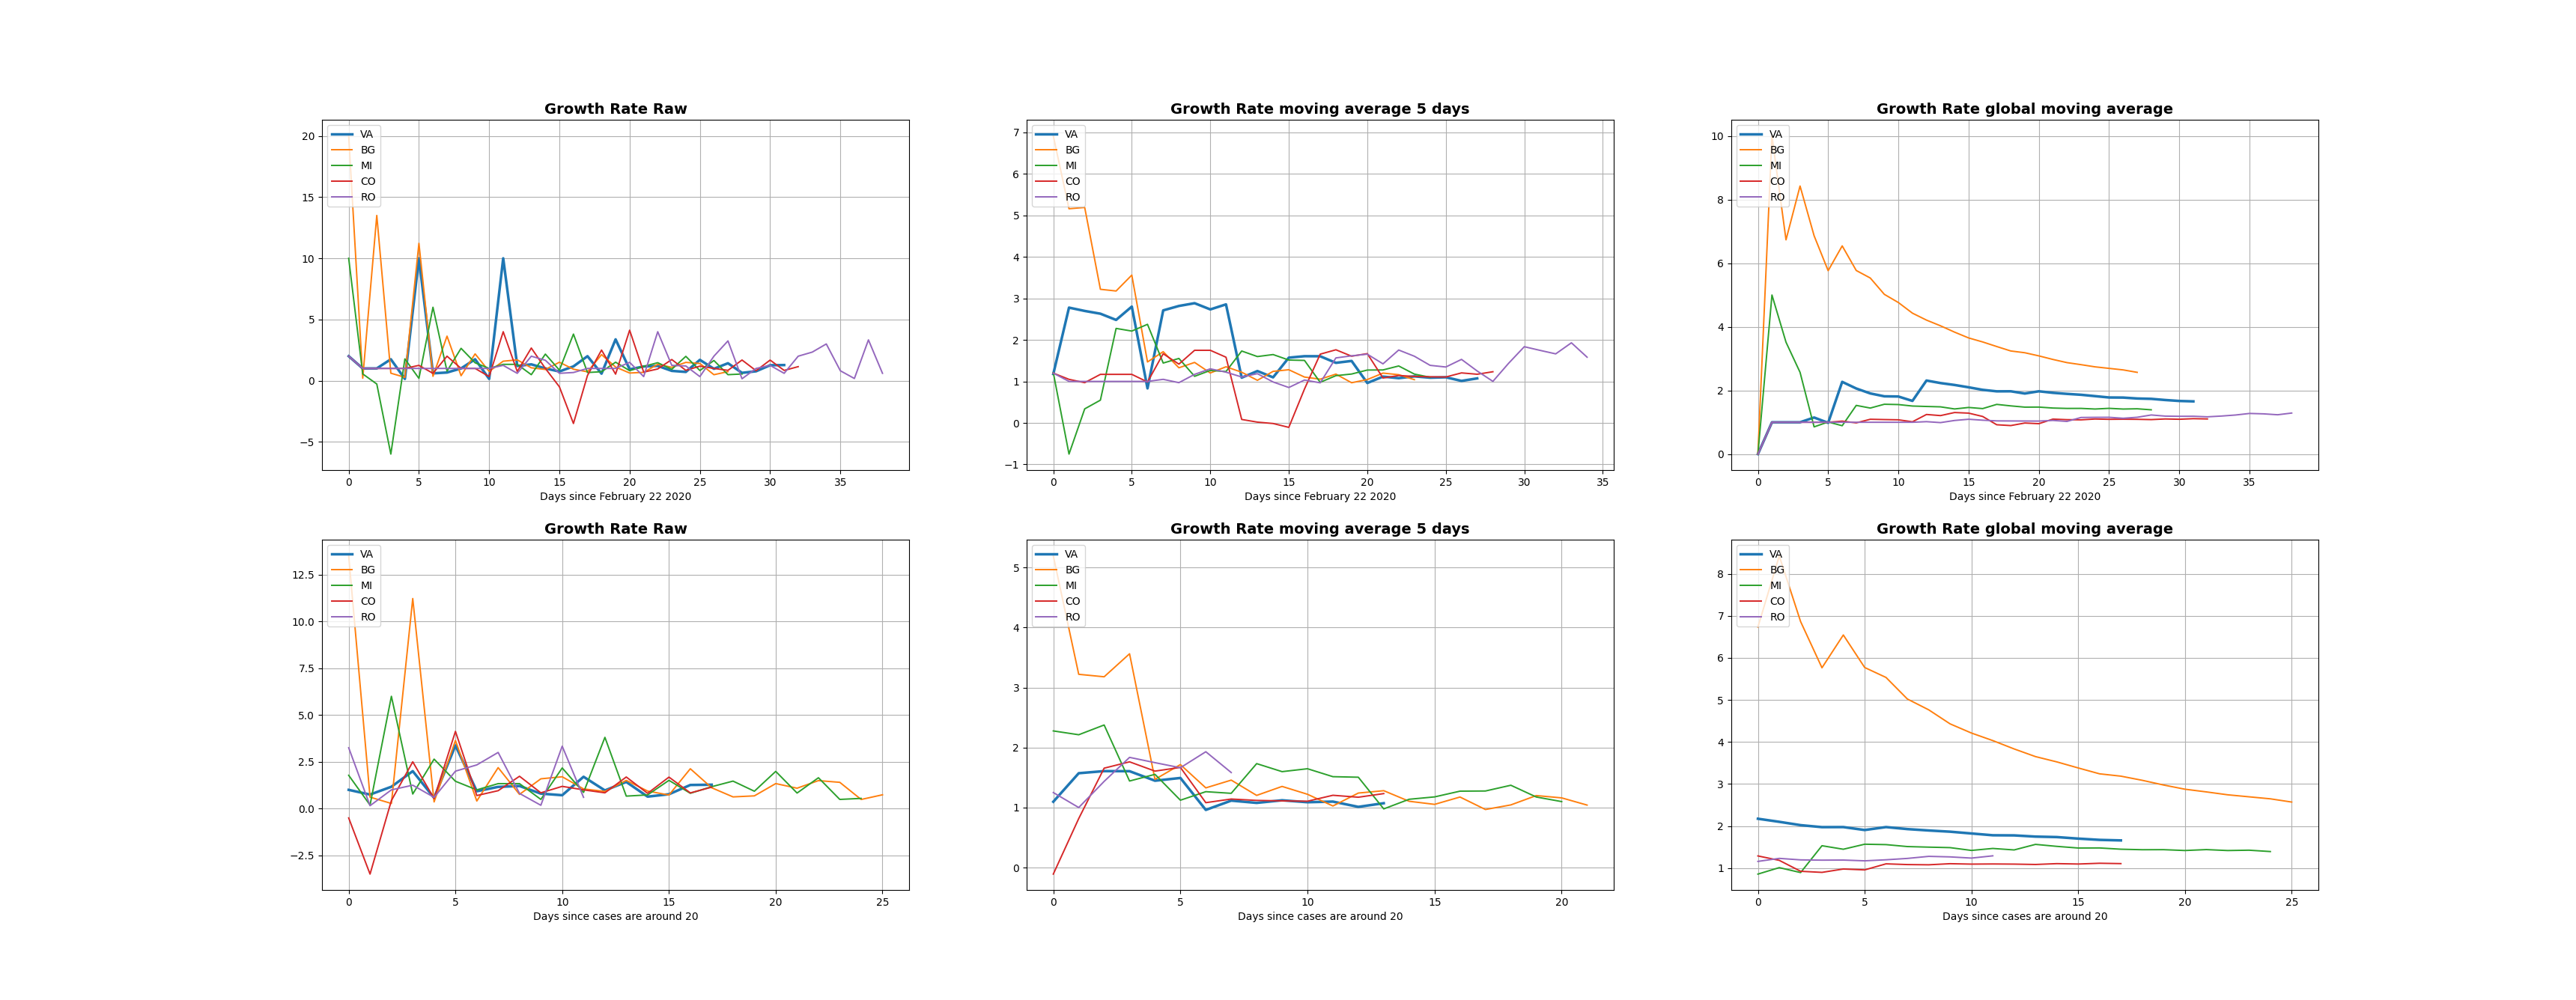 Growth Rate Raw
20
15
10
5
0
−5
VA
BG
MI
CO
RO
0 5 10 15 20 25 30 35
Days since February 22 2020
Growth Rate moving average 5 days
7
6
5
4
3
2
1
0
−1
VA
BG
MI
CO
RO
0 5 10 15 20 25 30 35
Days since February 22 2020
Growth Rate global moving average
10
8
6
4
2
0
VA
BG
MI
CO
RO
0 5 10 15 20 25 30 35
Days since February 22 2020
Growth Rate Raw
12.5
10.0
7.5
5.0
2.5
0.0
−2.5
VA
BG
MI
CO
RO
0 5 10 15 20 25
Days since cases are around 20
Growth Rate moving average 5 days
5
4
3
2
1
0
VA
BG
MI
CO
RO
0 5 10 15 20
Days since cases are around 20
Growth Rate global moving average
8
7
6
5
4
3
2
1
VA
BG
MI
CO
RO
0 5 10 15 20 25
Days since cases are around 20